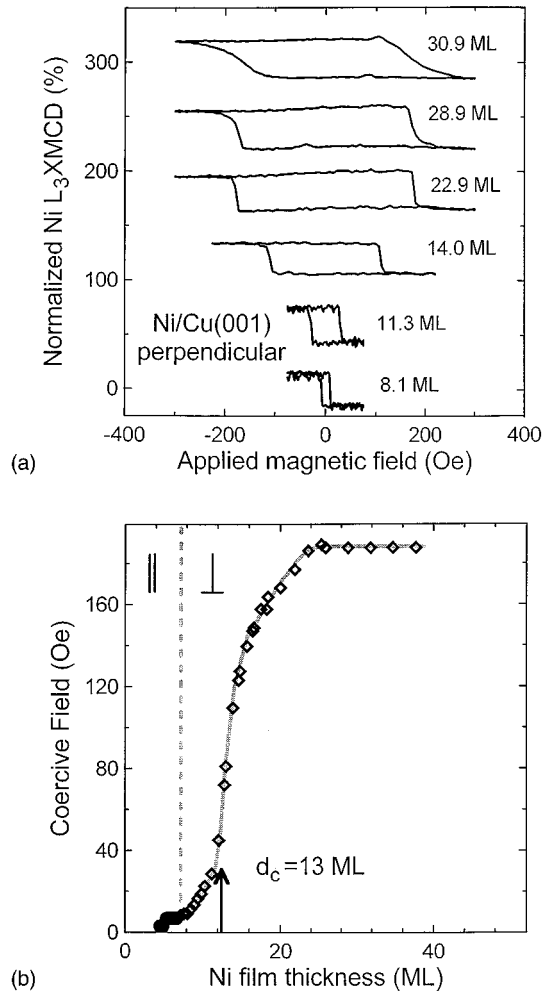 (a)
Normalized Ni L₃XMCD (%)
300
200
100
0
30.9 ML
28.9 ML
22.9 ML
14.0 ML
11.3 ML
8.1 ML
Ni/Cu(001)
perpendicular
-400
-200
0
200
400
Applied magnetic field (Oe)
(b)
Coercive Field (Oe)
160
120
80
40
0
||
⊥
d_c=13 ML
0
20
40
Ni film thickness (ML)